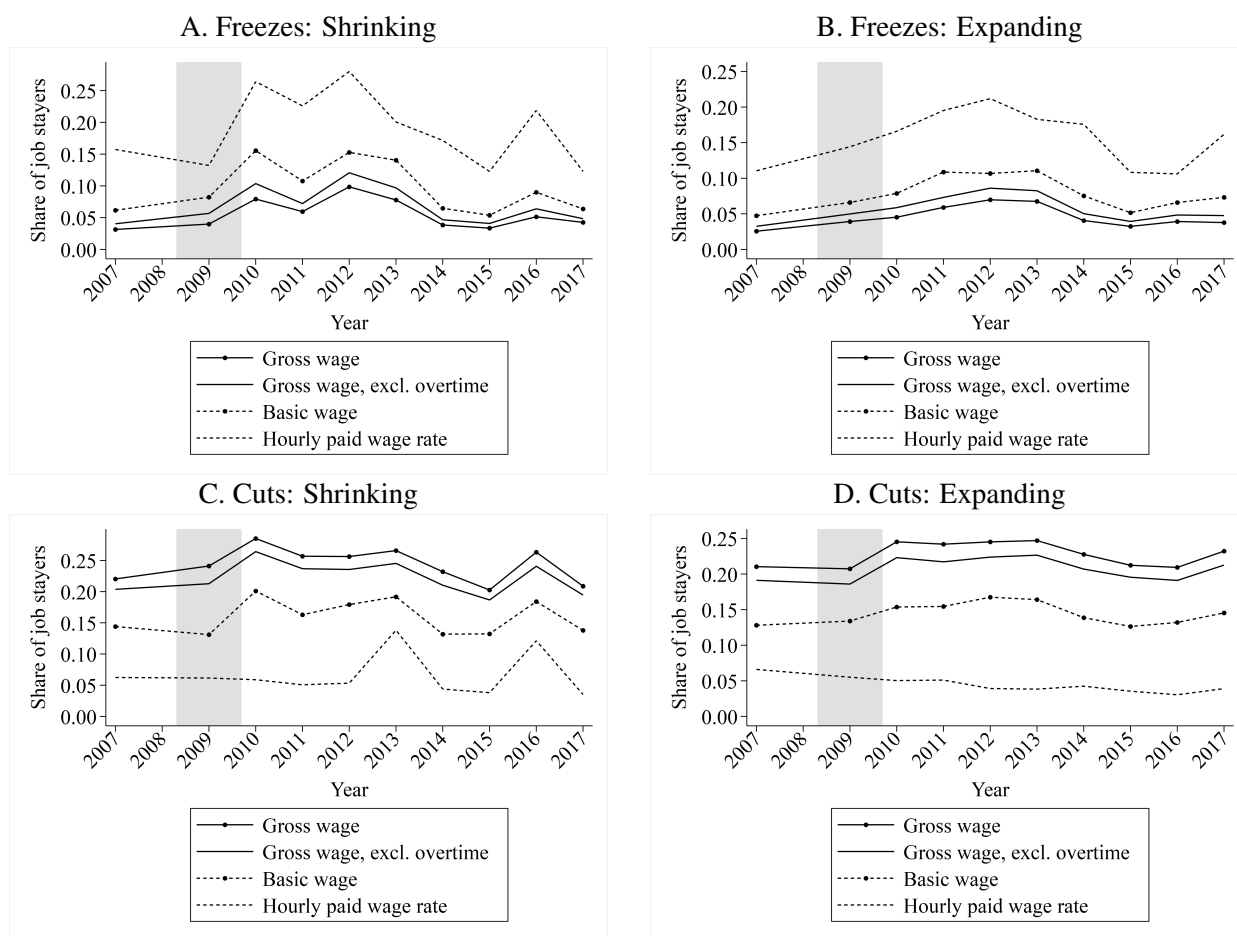 A. Freezes: Shrinking
Share of job stayers
0.25
0.20
0.15
0.10
0.05
0.00
2007 2008 2009 2010 2011 2012 2013 2014 2015 2016 2017
Year
Gross wage
Gross wage, excl. overtime
Basic wage
Hourly paid wage rate
B. Freezes: Expanding
Share of job stayers
0.25
0.20
0.15
0.10
0.05
0.00
2007 2008 2009 2010 2011 2012 2013 2014 2015 2016 2017
Year
Gross wage
Gross wage, excl. overtime
Basic wage
Hourly paid wage rate
C. Cuts: Shrinking
Share of job stayers
0.25
0.20
0.15
0.10
0.05
0.00
2007 2008 2009 2010 2011 2012 2013 2014 2015 2016 2017
Year
Gross wage
Gross wage, excl. overtime
Basic wage
Hourly paid wage rate
D. Cuts: Expanding
Share of job stayers
0.25
0.20
0.15
0.10
0.05
0.00
2007 2008 2009 2010 2011 2012 2013 2014 2015 2016 2017
Year
Gross wage
Gross wage, excl. overtime
Basic wage
Hourly paid wage rate